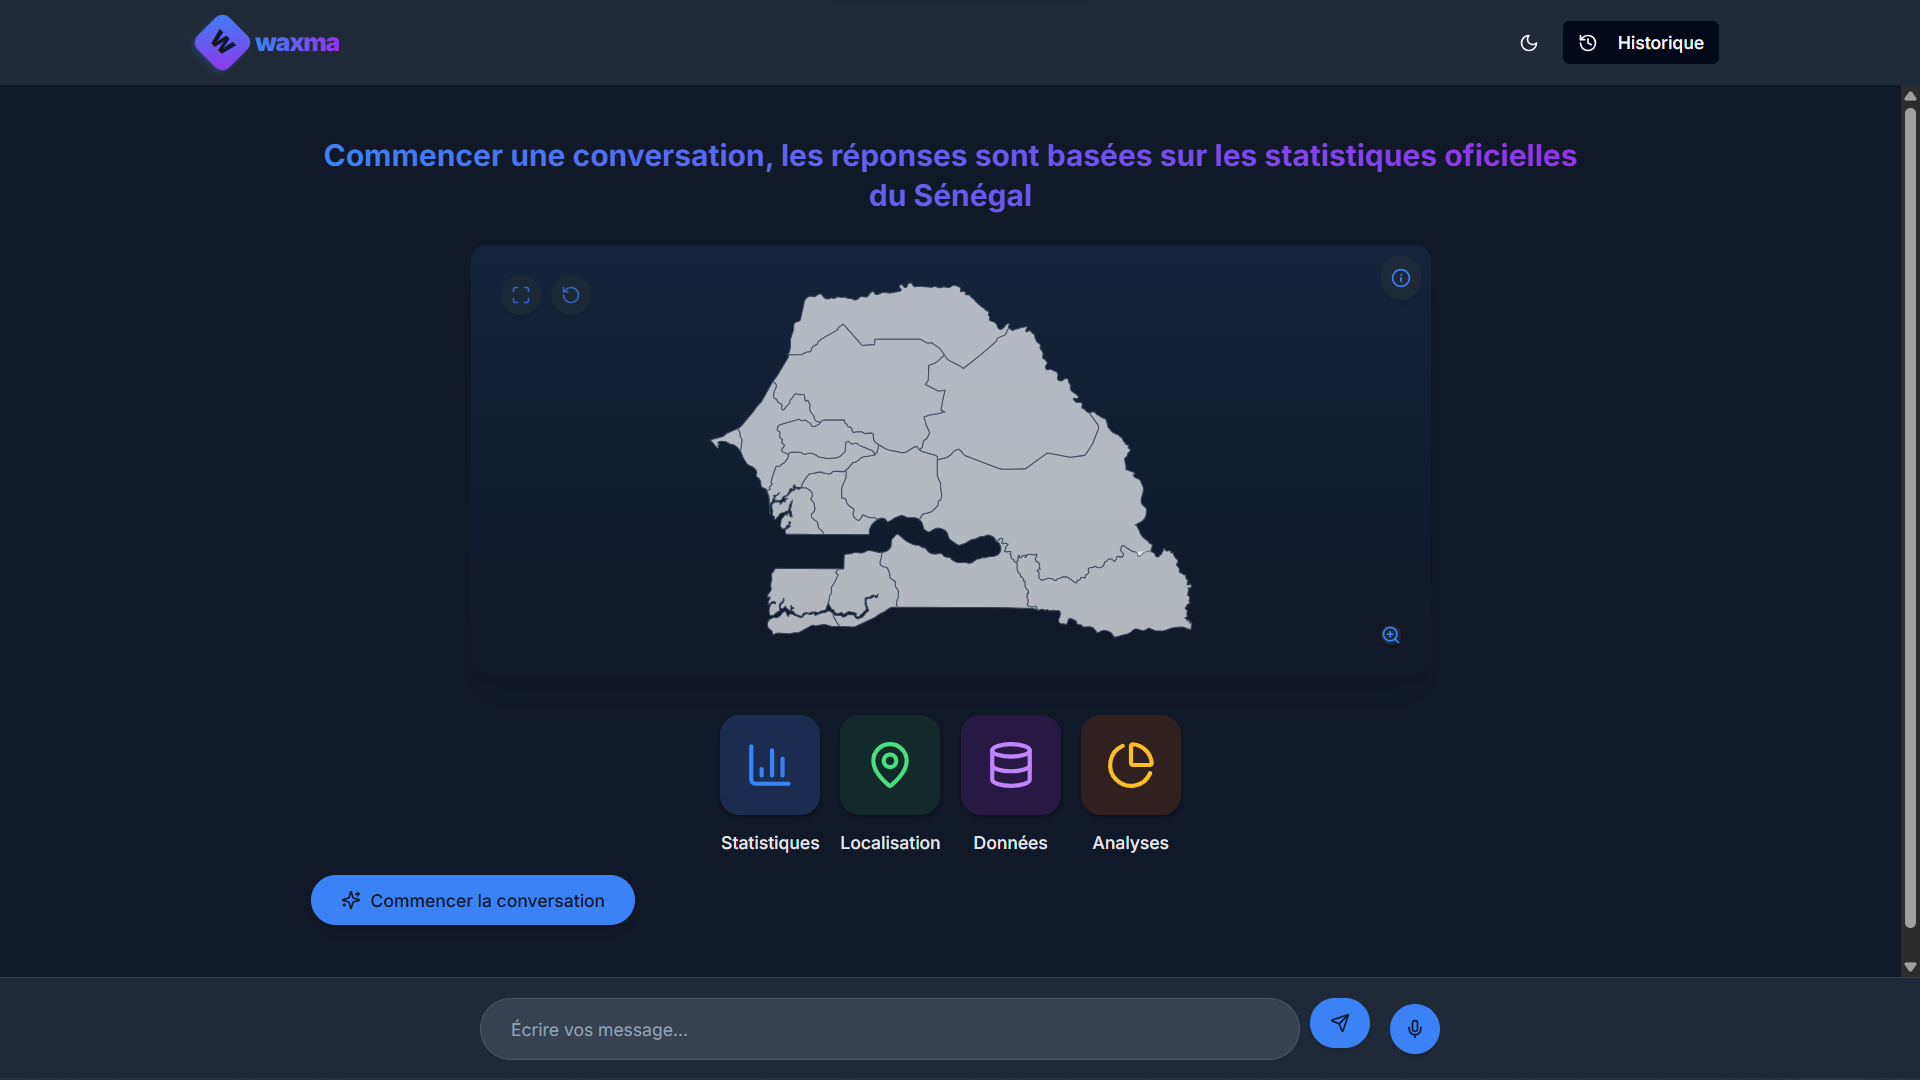 W waxma
Historique
Commencer une conversation, les réponses sont basées sur les statistiques oficielles
du Sénégal
Statistiques
Localisation
Données
Analyses
Commencer la conversation
Écrire vos message...